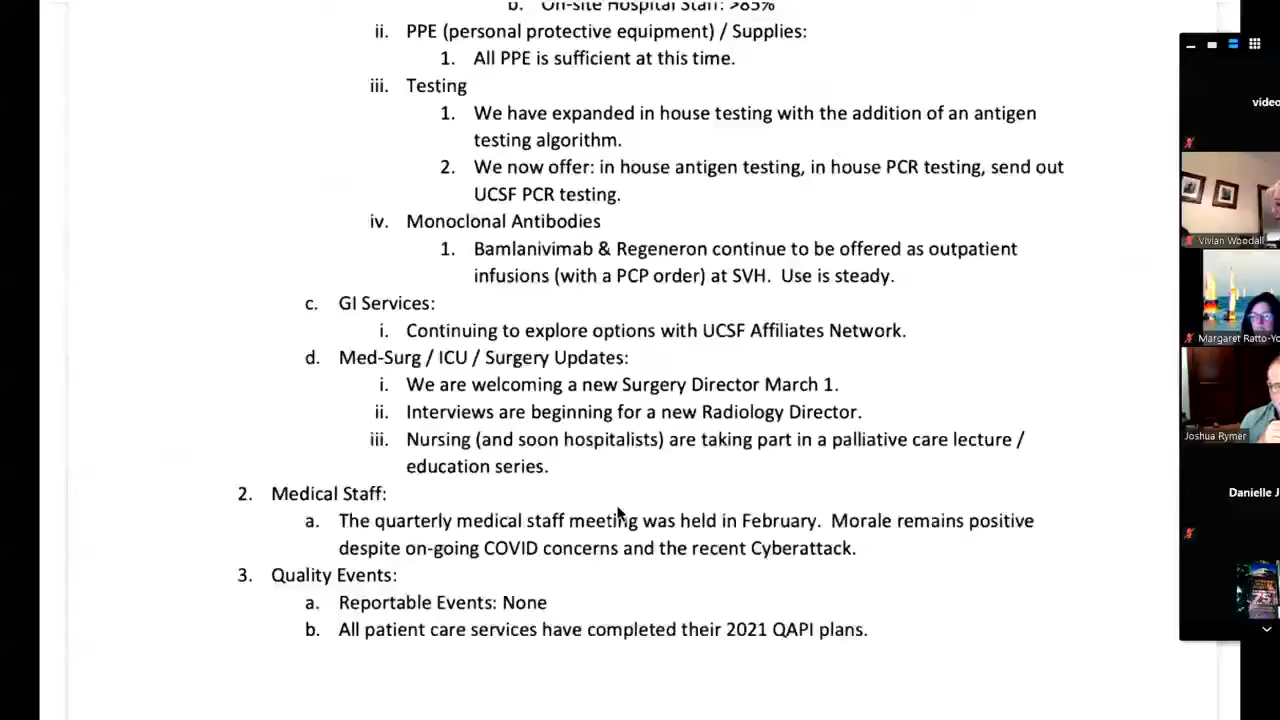 b. On-site Hospital Staff: >85%
ii. PPE (personal protective equipment) / Supplies:
1. All PPE is sufficient at this time.
iii. Testing
1. We have expanded in house testing with the addition of an antigen
testing algorithm.
2. We now offer: in house antigen testing, in house PCR testing, send out
UCSF PCR testing.
iv. Monoclonal Antibodies
1. Bamlanivimab & Regeneron continue to be offered as outpatient
infusions (with a PCP order) at SVH. Use is steady.
c. GI Services:
i. Continuing to explore options with UCSF Affiliates Network.
d. Med-Surg / ICU / Surgery Updates:
i. We are welcoming a new Surgery Director March 1.
ii. Interviews are beginning for a new Radiology Director.
iii. Nursing (and soon hospitalists) are taking part in a palliative care lecture /
education series.
2. Medical Staff:
a. The quarterly medical staff meeting was held in February. Morale remains positive
despite on-going COVID concerns and the recent Cyberattack.
3. Quality Events:
a. Reportable Events: None
b. All patient care services have completed their 2021 QAPI plans.
video
Vivian Woodall
Margaret Ratto-Yo
Joshua Rymer
Danielle J
75